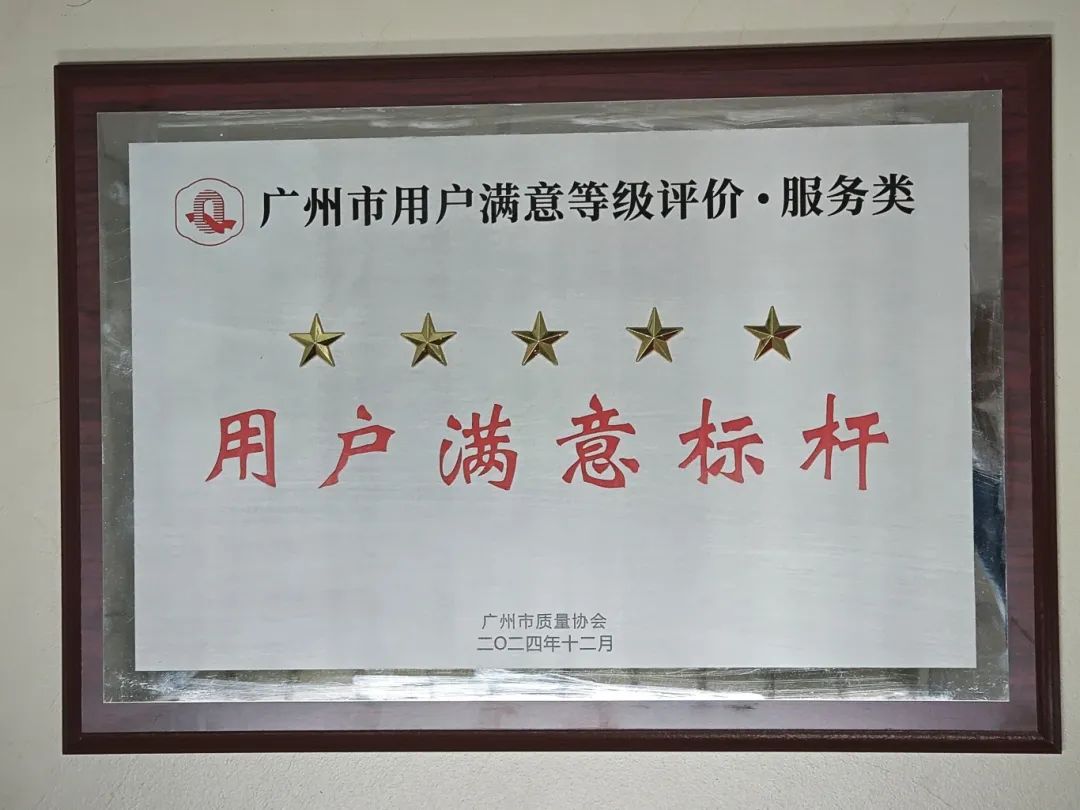 广州市用户满意等级评价·服务类
用户满意标杆
广州市质量协会
二〇二四年十二月